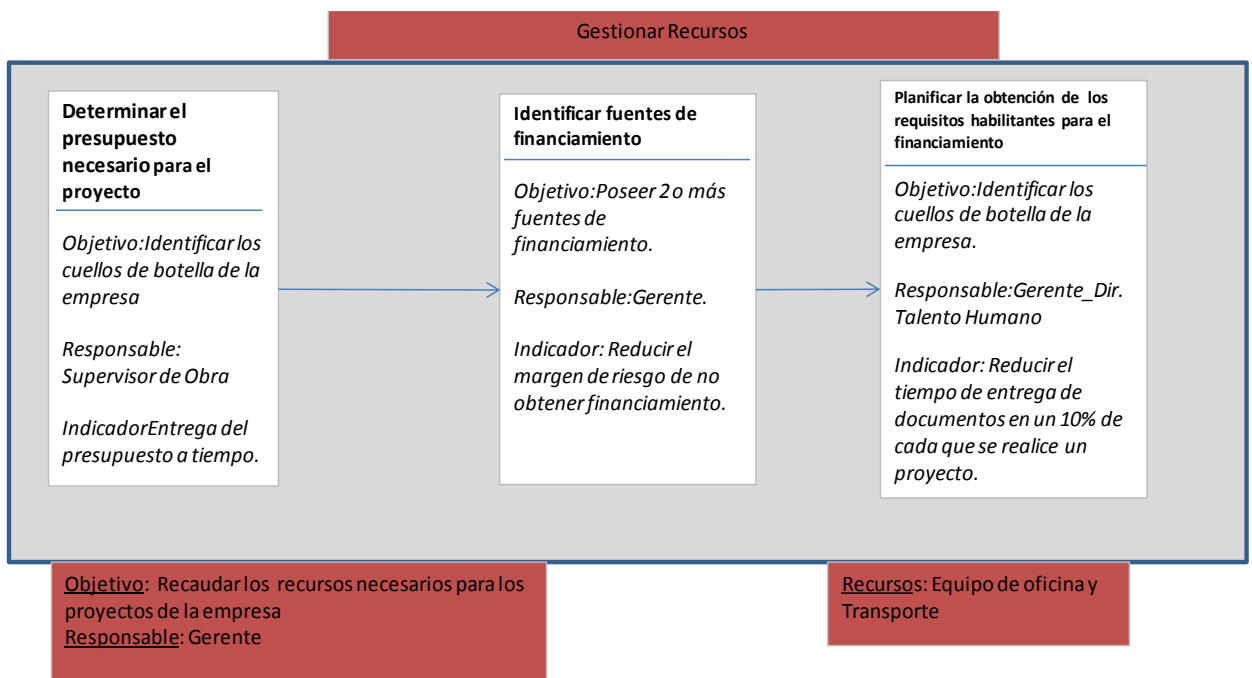 Gestionar Recursos
Determinar el
presupuesto
necesario para el
proyecto
Objetivo:Identificar los
cuellos de botella de la
empresa
Responsable:
Supervisor de Obra
IndicadorEntrega del
presupuesto a tiempo.
Identificar fuentes de
financiamiento
Objetivo:Poseer 2 o más
fuentes de
financiamiento.
Responsable:Gerente.
Indicador: Reducir el
margen de riesgo de no
obtener financiamiento.
Planificar la obtención de los
requisitos habilitantes para el
financiamiento
Objetivo:Identificar los
cuellos de botella de la
empresa.
Responsable:Gerente_Dir.
Talento Humano
Indicador: Reducir el
tiempo de entrega de
documentos en un 10% de
cada que se realice un
proyecto.
Objetivo: Recaudar los recursos necesarios para los
proyectos de la empresa
Responsable: Gerente
Recursos: Equipo de oficina y
Transporte